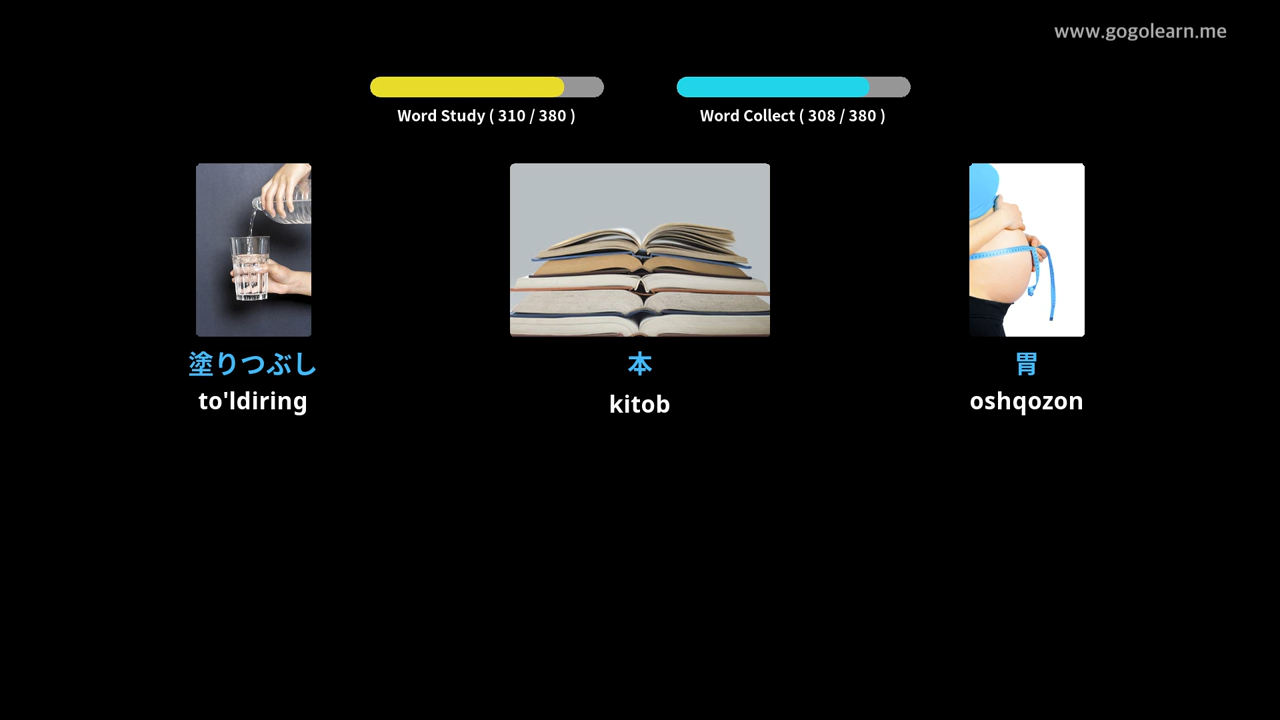 www.gogolearn.me
Word Study ( 310 / 380 )
Word Collect ( 308 / 380 )
塗りつぶし
to'ldiring
本
kitob
胃
oshqozon